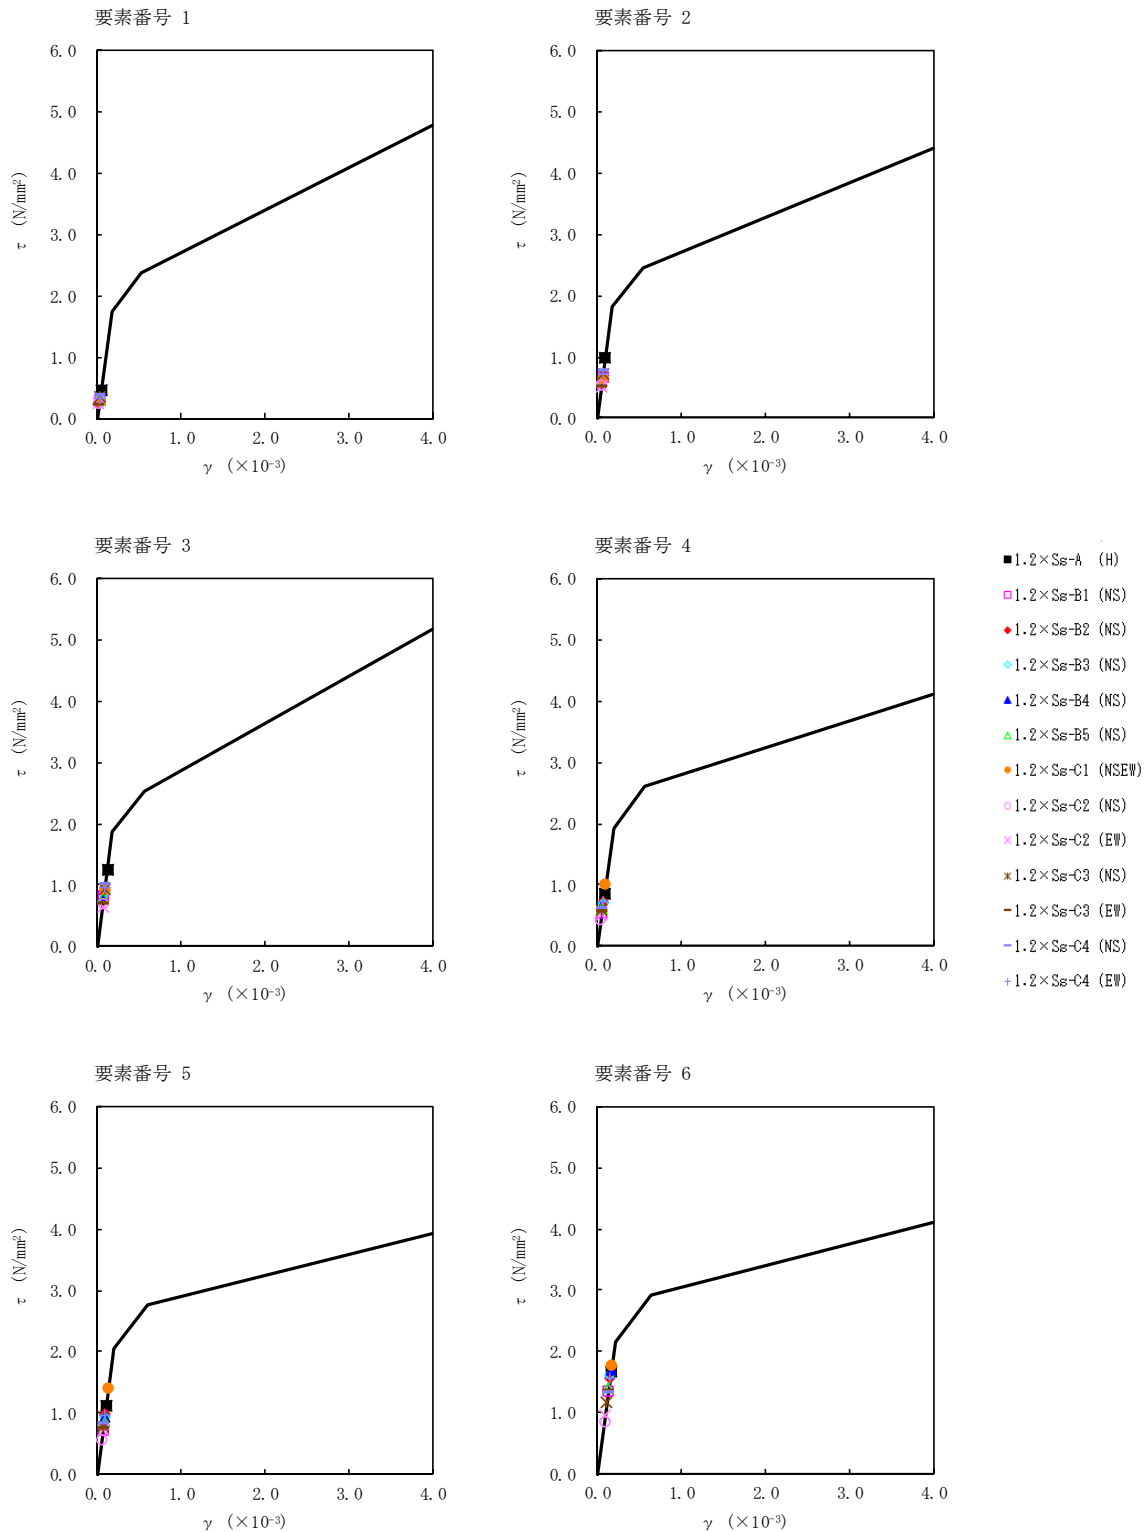 要素番号 1
6.0
5.0
4.0
3.0
2.0
1.0
0.0
τ (N/mm²)
0.0 1.0 2.0 3.0 4.0
γ (×10⁻³)
要素番号 2
6.0
5.0
4.0
3.0
2.0
1.0
0.0
τ (N/mm²)
0.0 1.0 2.0 3.0 4.0
γ (×10⁻³)
要素番号 3
6.0
5.0
4.0
3.0
2.0
1.0
0.0
τ (N/mm²)
0.0 1.0 2.0 3.0 4.0
γ (×10⁻³)
要素番号 4
6.0
5.0
4.0
3.0
2.0
1.0
0.0
τ (N/mm²)
0.0 1.0 2.0 3.0 4.0
γ (×10⁻³)
1.2×Ss-A (H)
1.2×Ss-B1 (NS)
1.2×Ss-B2 (NS)
1.2×Ss-B3 (NS)
1.2×Ss-B4 (NS)
1.2×Ss-B5 (NS)
1.2×Ss-C1 (NSEW)
1.2×Ss-C2 (NS)
1.2×Ss-C2 (EW)
1.2×Ss-C3 (NS)
1.2×Ss-C3 (EW)
1.2×Ss-C4 (NS)
1.2×Ss-C4 (EW)
要素番号 5
6.0
5.0
4.0
3.0
2.0
1.0
0.0
τ (N/mm²)
0.0 1.0 2.0 3.0 4.0
γ (×10⁻³)
要素番号 6
6.0
5.0
4.0
3.0
2.0
1.0
0.0
τ (N/mm²)
0.0 1.0 2.0 3.0 4.0
γ (×10⁻³)